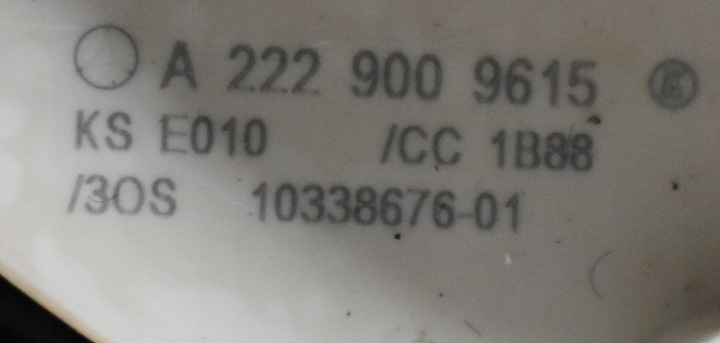 A 222 900 9615
KS E010 /CC 1B88
/3OS 10338676-01